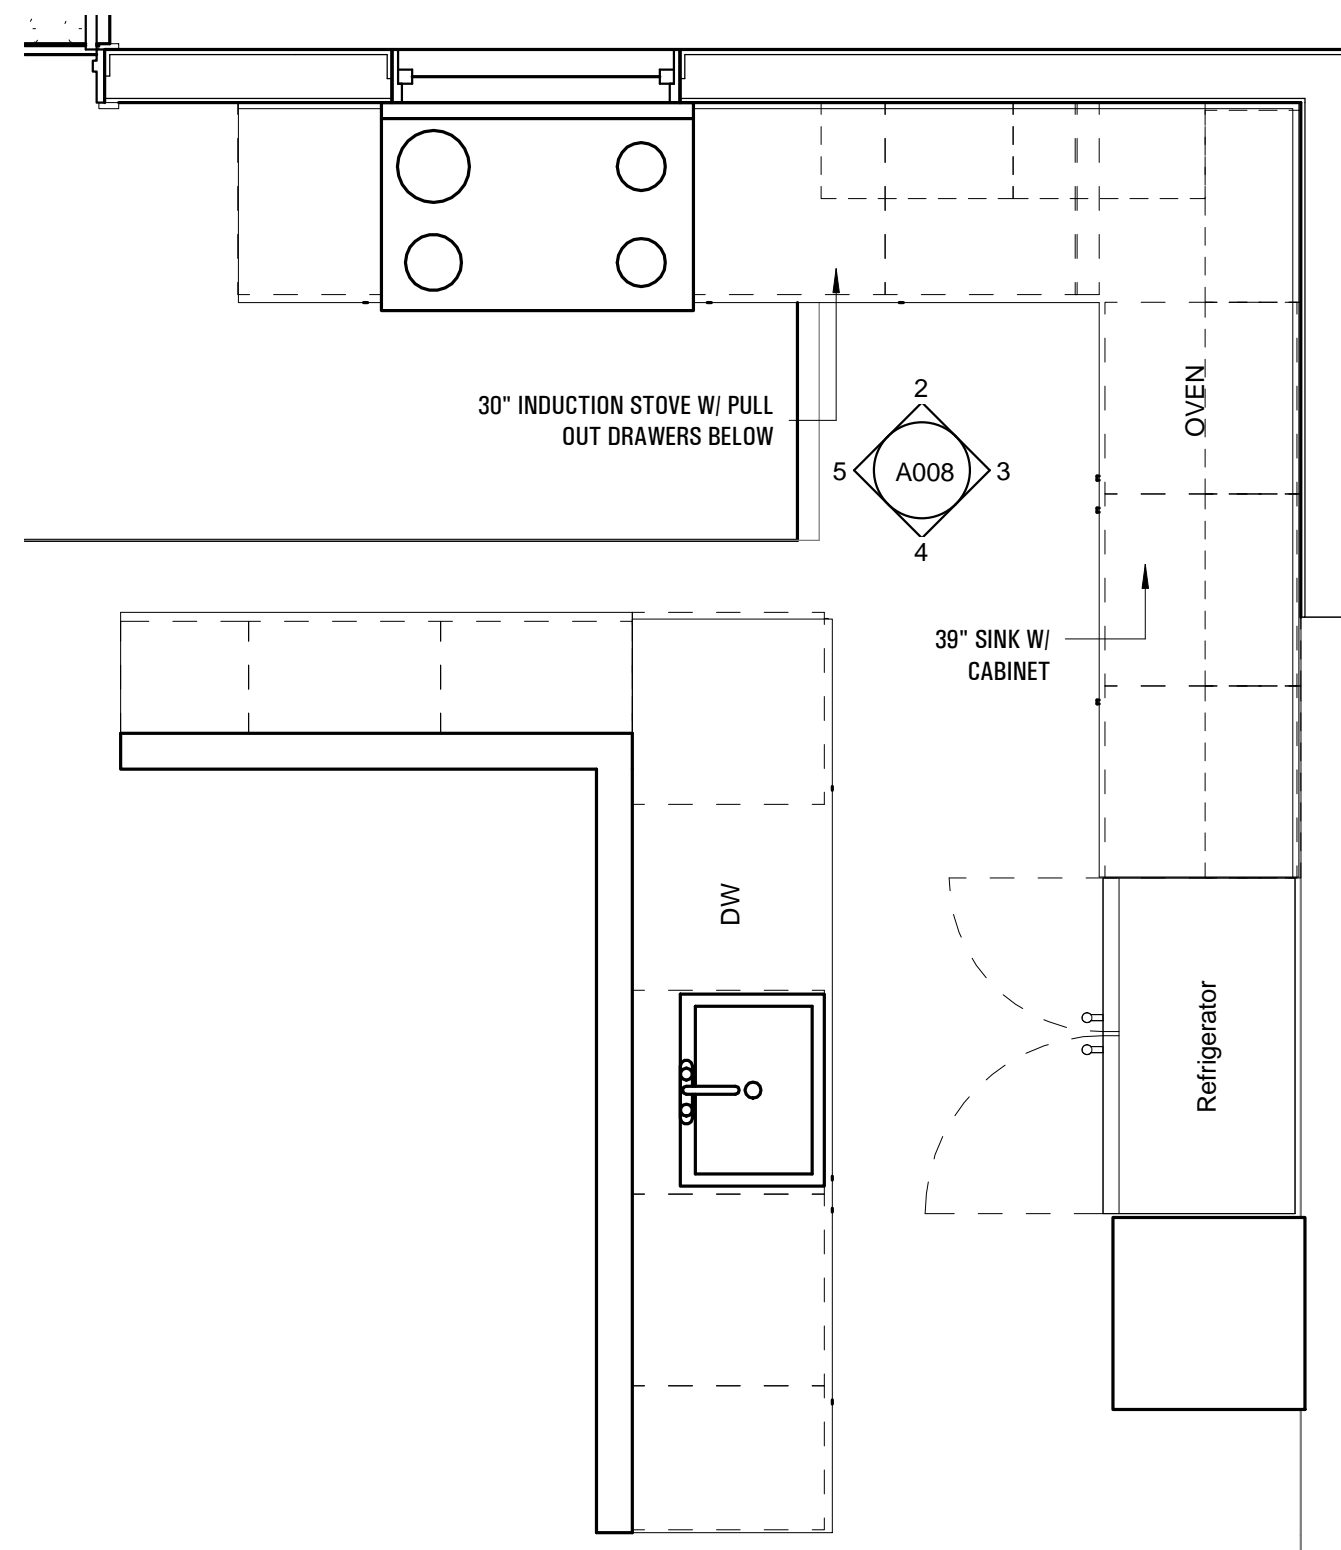 30" INDUCTION STOVE W/ PULL
OUT DRAWERS BELOW
2
5
A008
3
4
OVEN
39" SINK W/
CABINET
DW
Refrigerator